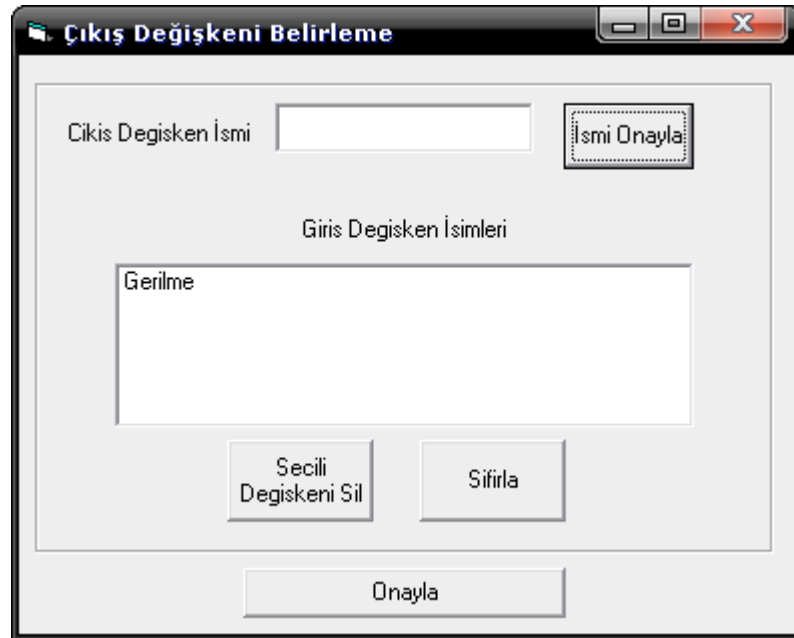 Çıkış Değişkeni Belirleme
Cikis Degisken İsmi
İsmi Onayla
Giris Degisken İsimleri
Gerilme
Secili
Degiskeni Sil
Sifirla
Onayla